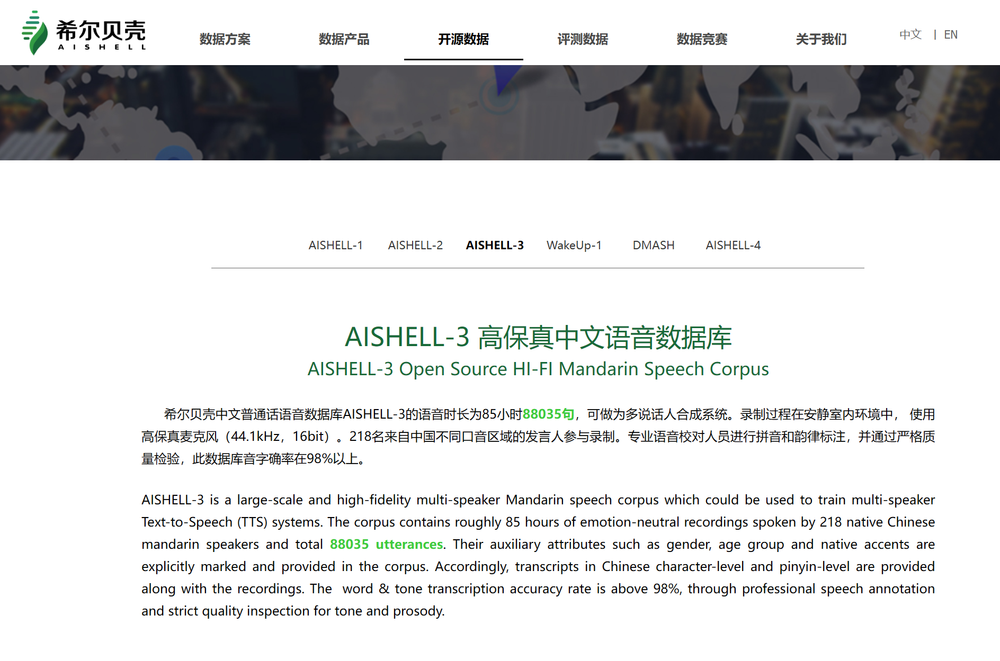 希尔贝壳
AISHELL
数据方案 数据产品 开源数据 评测数据 数据竞赛 关于我们 中文 | EN
AISHELL-1 AISHELL-2 AISHELL-3 WakeUp-1 DMASH AISHELL-4
AISHELL-3 高保真中文语音数据库
AISHELL-3 Open Source HI-FI Mandarin Speech Corpus
希尔贝壳中文普通话语音数据库AISHELL-3的语音时长为85小时88035句，可做为多说话人合成系统。录制过程在安静室内环境中， 使用
高保真麦克风（44.1kHz，16bit）。218名来自中国不同口音区域的发言人参与录制。专业语音校对人员进行拼音和韵律标注，并通过严格质
量检验，此数据库音字确率在98%以上。
AISHELL-3 is a large-scale and high-fidelity multi-speaker Mandarin speech corpus which could be used to train multi-speaker
Text-to-Speech (TTS) systems. The corpus contains roughly 85 hours of emotion-neutral recordings spoken by 218 native Chinese
mandarin speakers and total 88035 utterances. Their auxiliary attributes such as gender, age group and native accents are
explicitly marked and provided in the corpus. Accordingly, transcripts in Chinese character-level and pinyin-level are provided
along with the recordings. The word & tone transcription accuracy rate is above 98%, through professional speech annotation
and strict quality inspection for tone and prosody.